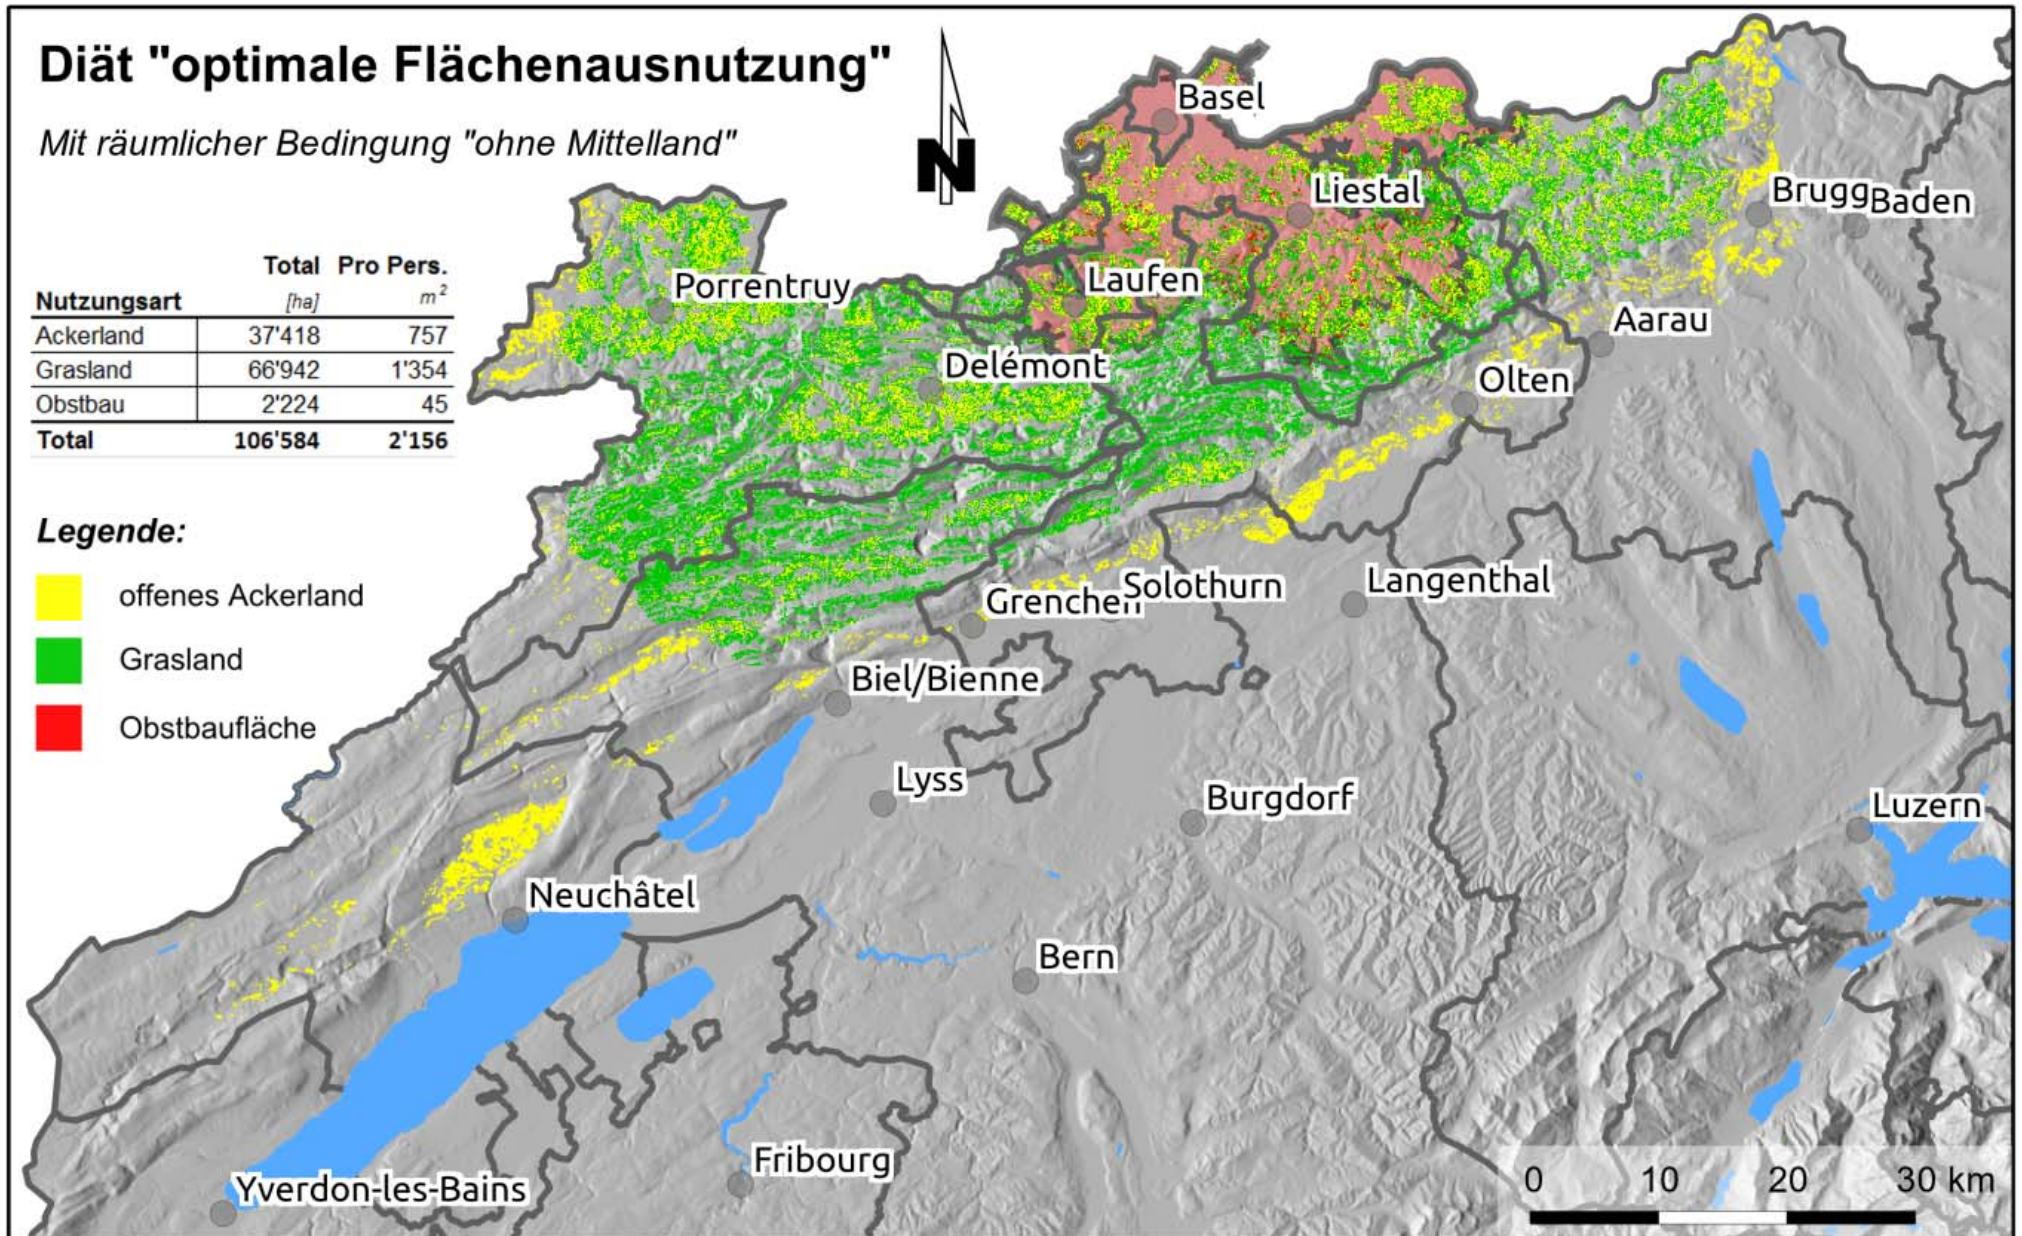 Diät "optimale Flächenausnutzung"
Mit räumlicher Bedingung "ohne Mittelland"
N
Total Pro Pers.
Nutzungsart [ha] m²
Ackerland 37'418 757
Grasland 66'942 1'354
Obstbau 2'224 45
Total 106'584 2'156
Legende:
offenes Ackerland
Grasland
Obstbaufläche
Basel
Liestal
Brugg Baden
Porrentruy
Laufen
Aarau
Delémont
Olten
Langenthal
Solothurn
Grenchen
Biel/Bienne
Lyss
Burgdorf
Luzern
Neuchâtel
Bern
Fribourg
Yverdon-les-Bains
0 10 20 30 km